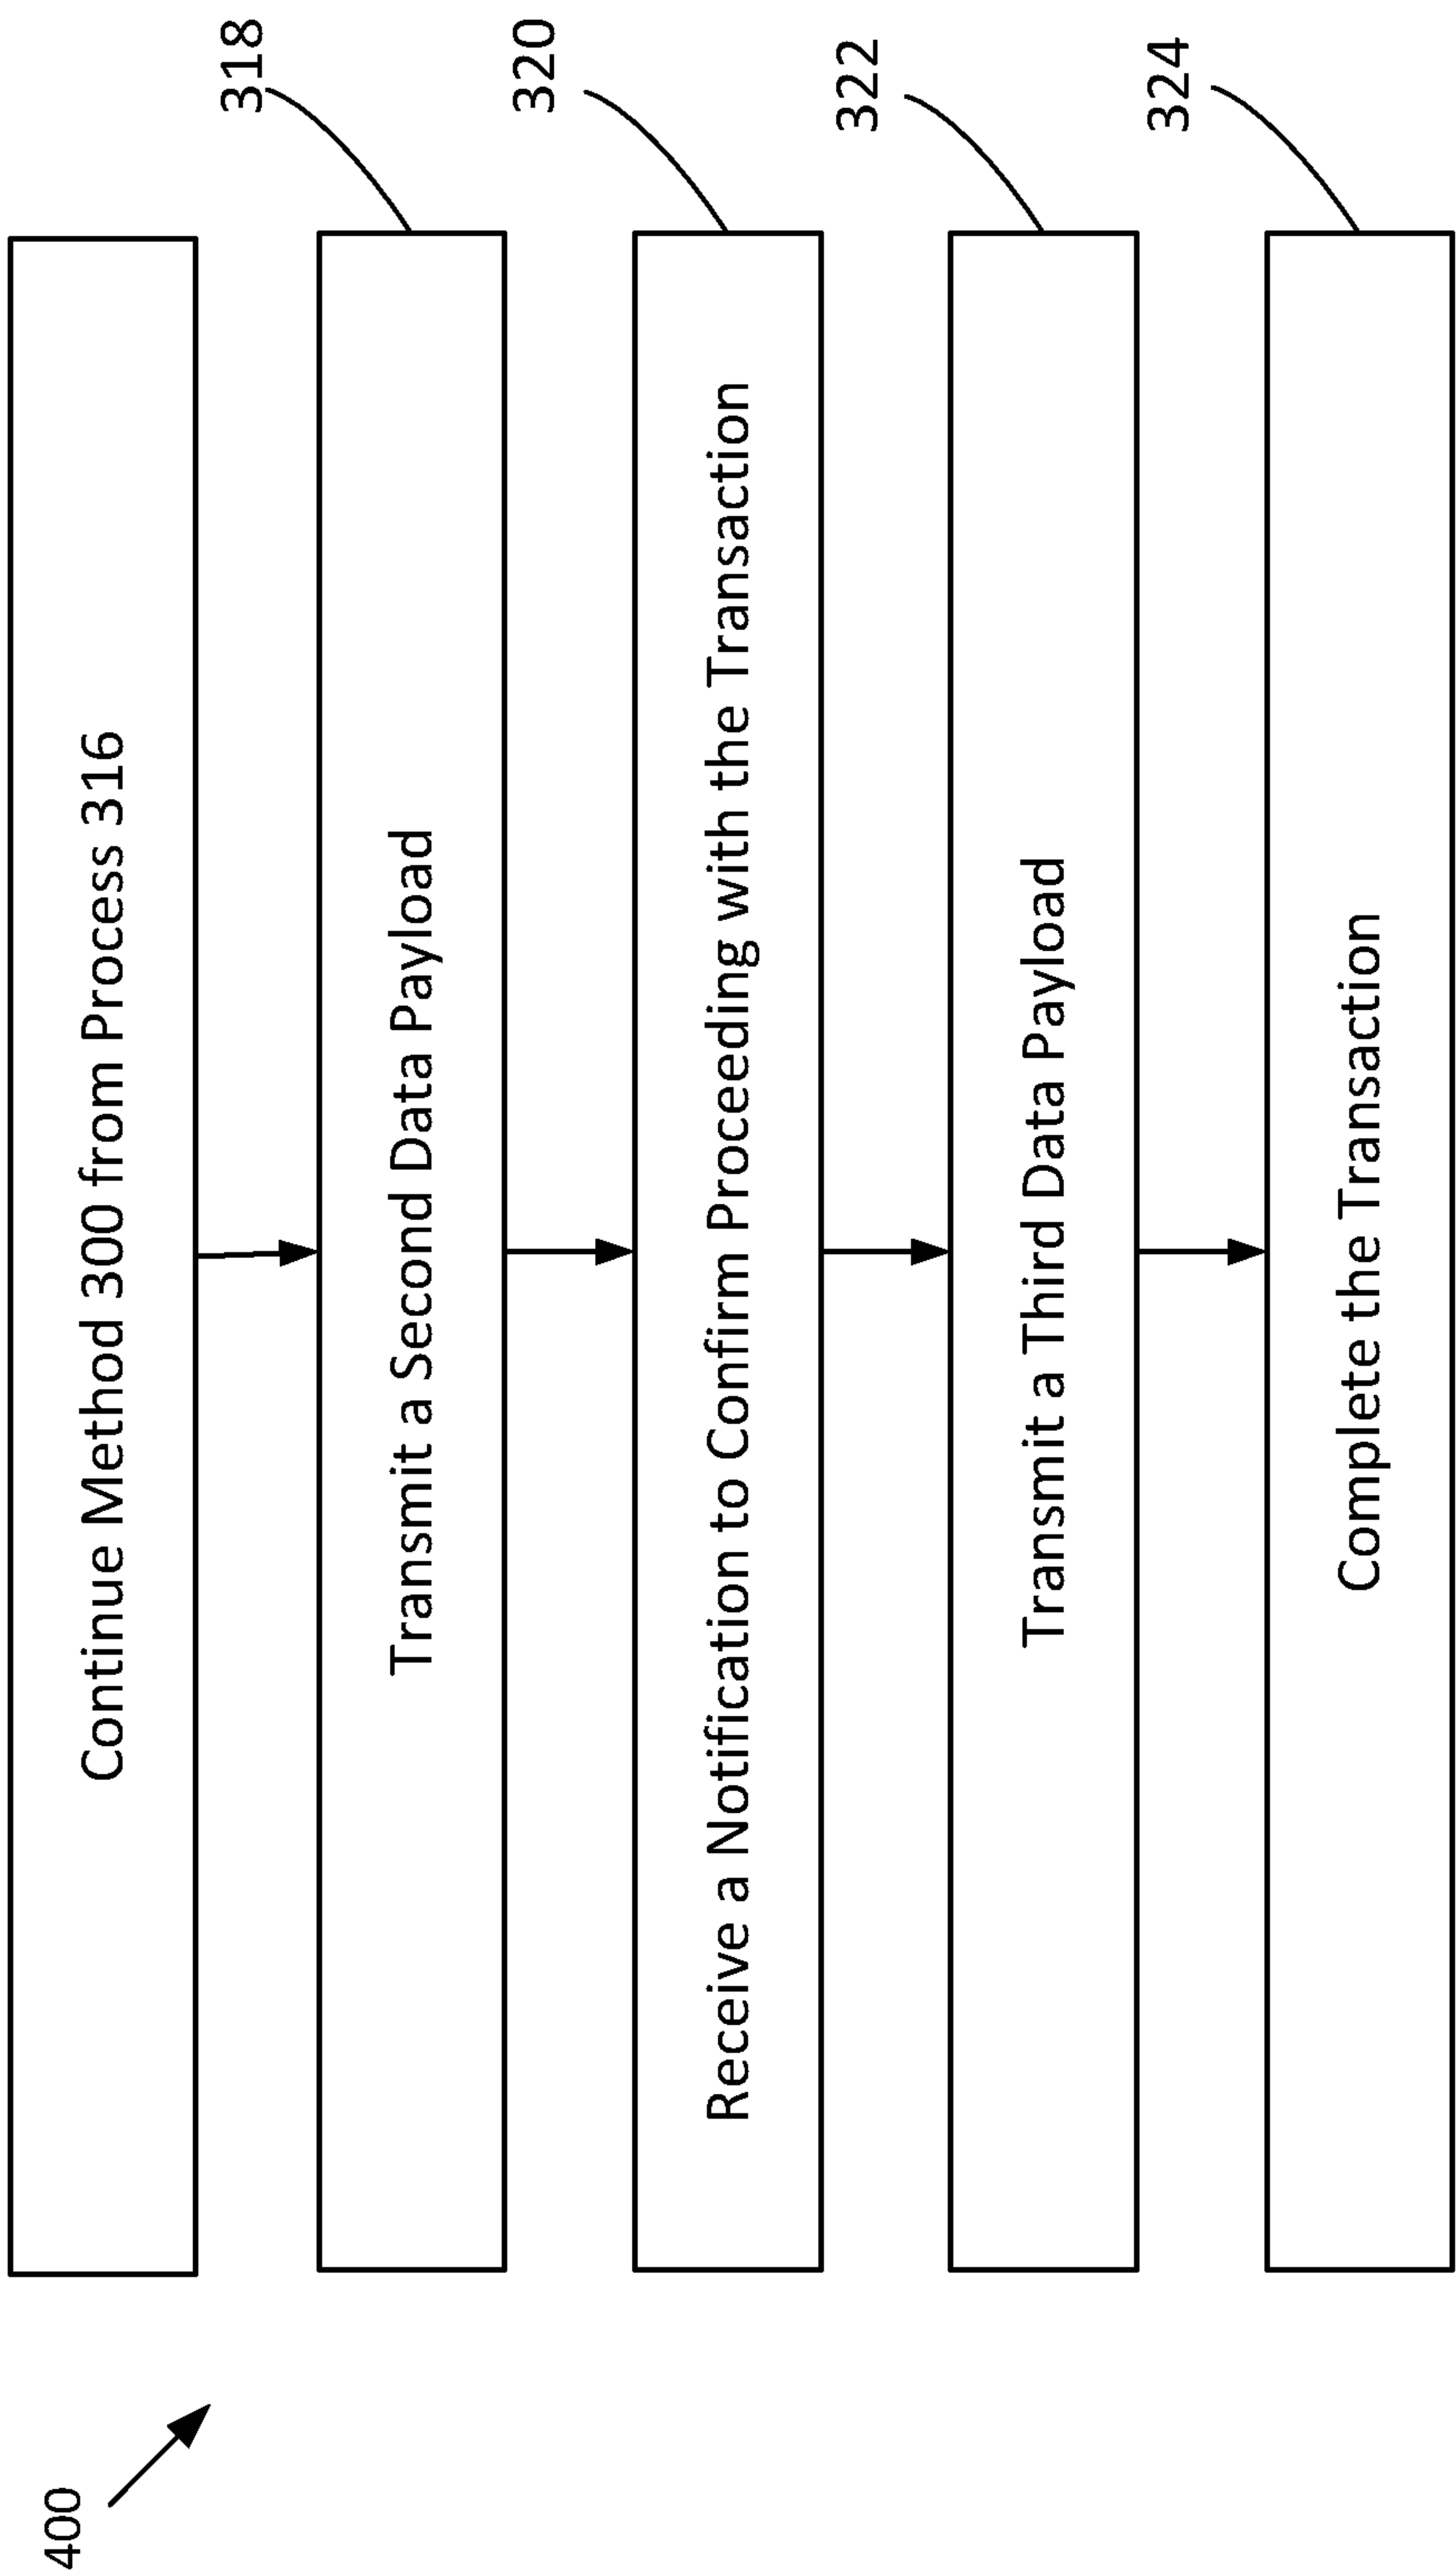 400
Continue Method 300 from Process 316
318
Transmit a Second Data Payload
320
Receive a Notification to Confirm Proceeding with the Transaction
322
Transmit a Third Data Payload
324
Complete the Transaction